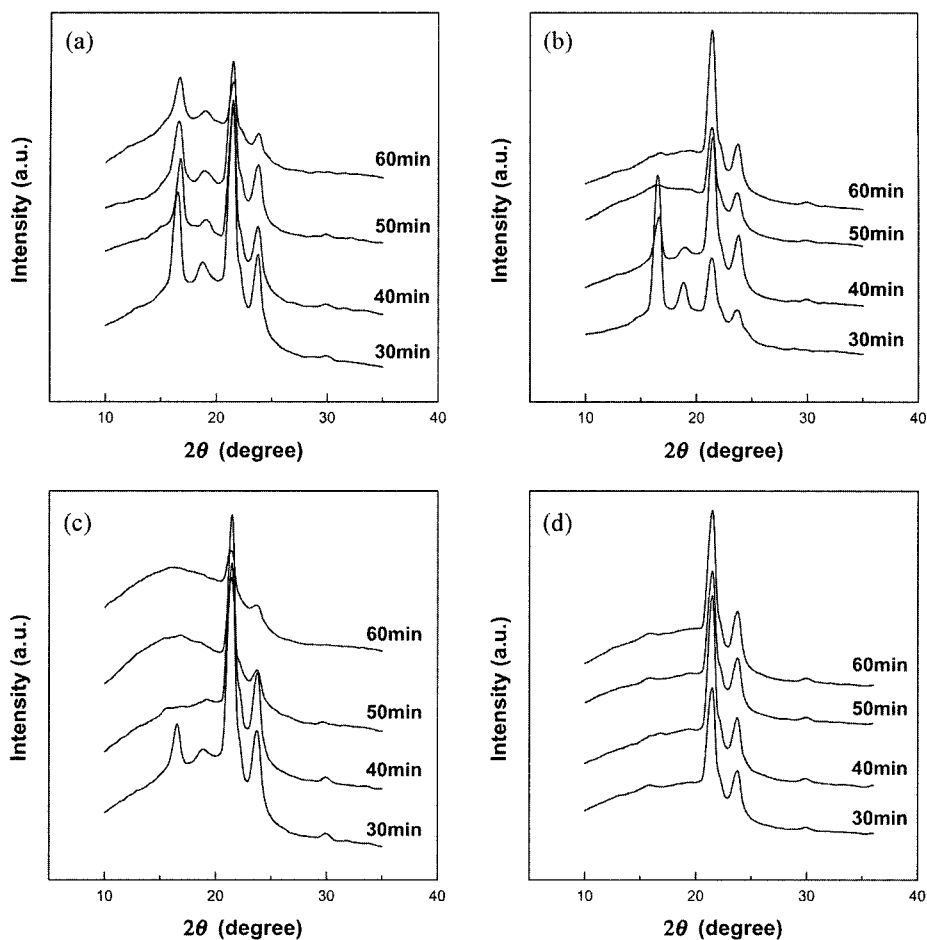 (a)
Intensity (a.u.)
60min
50min
40min
30min
10 20 30 40
2θ (degree)
(b)
Intensity (a.u.)
60min
50min
40min
30min
10 20 30 40
2θ (degree)
(c)
Intensity (a.u.)
60min
50min
40min
30min
10 20 30 40
2θ (degree)
(d)
Intensity (a.u.)
60min
50min
40min
30min
10 20 30 40
2θ (degree)